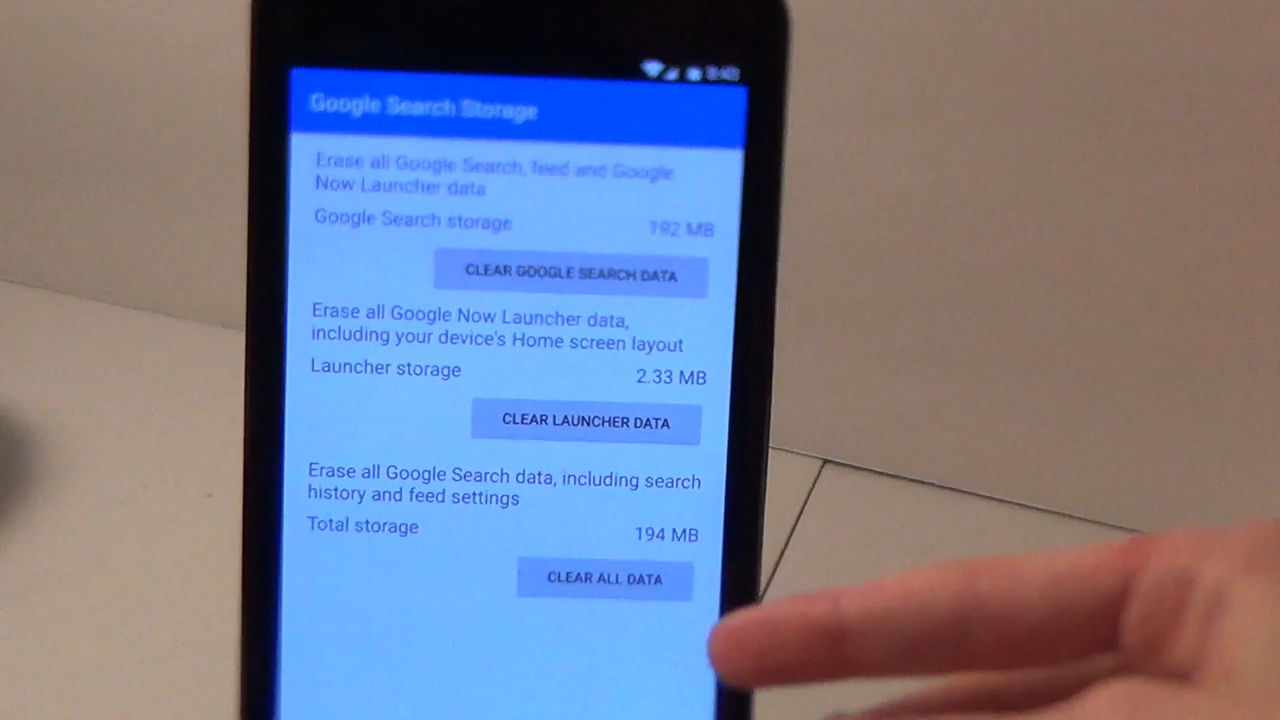 Google Search Storage
Erase all Google Search, feed and Google
Now Launcher data
Google Search storage 192 MB
CLEAR GOOGLE SEARCH DATA
Erase all Google Now Launcher data,
including your device's Home screen layout
Launcher storage 2.33 MB
CLEAR LAUNCHER DATA
Erase all Google Search data, including search
history and feed settings
Total storage 194 MB
CLEAR ALL DATA